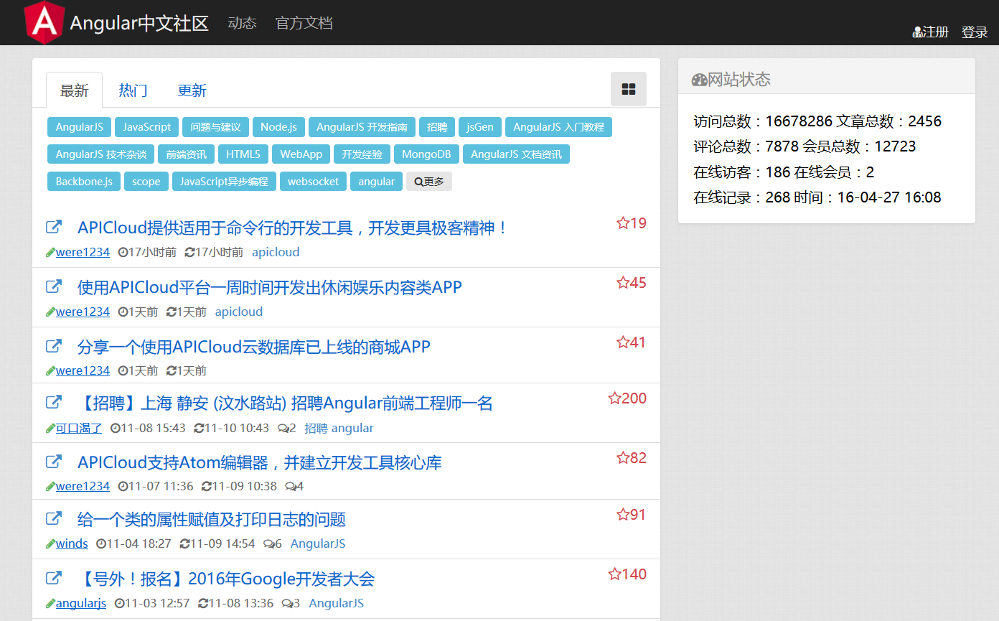 Angular中文社区 动态 官方文档
注册 登录
最新 热门 更新
AngularJS JavaScript 问题与建议 Node.js AngularJS 开发指南 招聘 jsGen AngularJS 入门教程
AngularJS 技术杂谈 前端资讯 HTML5 WebApp 开发经验 MongoDB AngularJS 文档资讯
Backbone.js scope JavaScript异步编程 websocket angular 更多
APICloud提供适用于命令行的开发工具，开发更具极客精神！ 19
were1234 17小时前 17小时前 apicloud
使用APICloud平台一周时间开发出休闲娱乐内容类APP 45
were1234 1天前 1天前 apicloud
分享一个使用APICloud云数据库已上线的商城APP 41
were1234 1天前 1天前
【招聘】上海 静安 (汶水路站) 招聘Angular前端工程师一名 200
可口渴了 11-08 15:43 11-10 10:43 2 招聘 angular
APICloud支持Atom编辑器，并建立开发工具核心库 82
were1234 11-07 11:36 11-09 10:38 4
给一个类的属性赋值及打印日志的问题 91
winds 11-04 18:27 11-09 14:54 6 AngularJS
【号外！报名】2016年Google开发者大会 140
angularjs 11-03 12:57 11-08 13:36 3 AngularJS
网站状态
访问总数：16678286 文章总数：2456
评论总数：7878 会员总数：12723
在线访客：186 在线会员：2
在线记录：268 时间：16-04-27 16:08